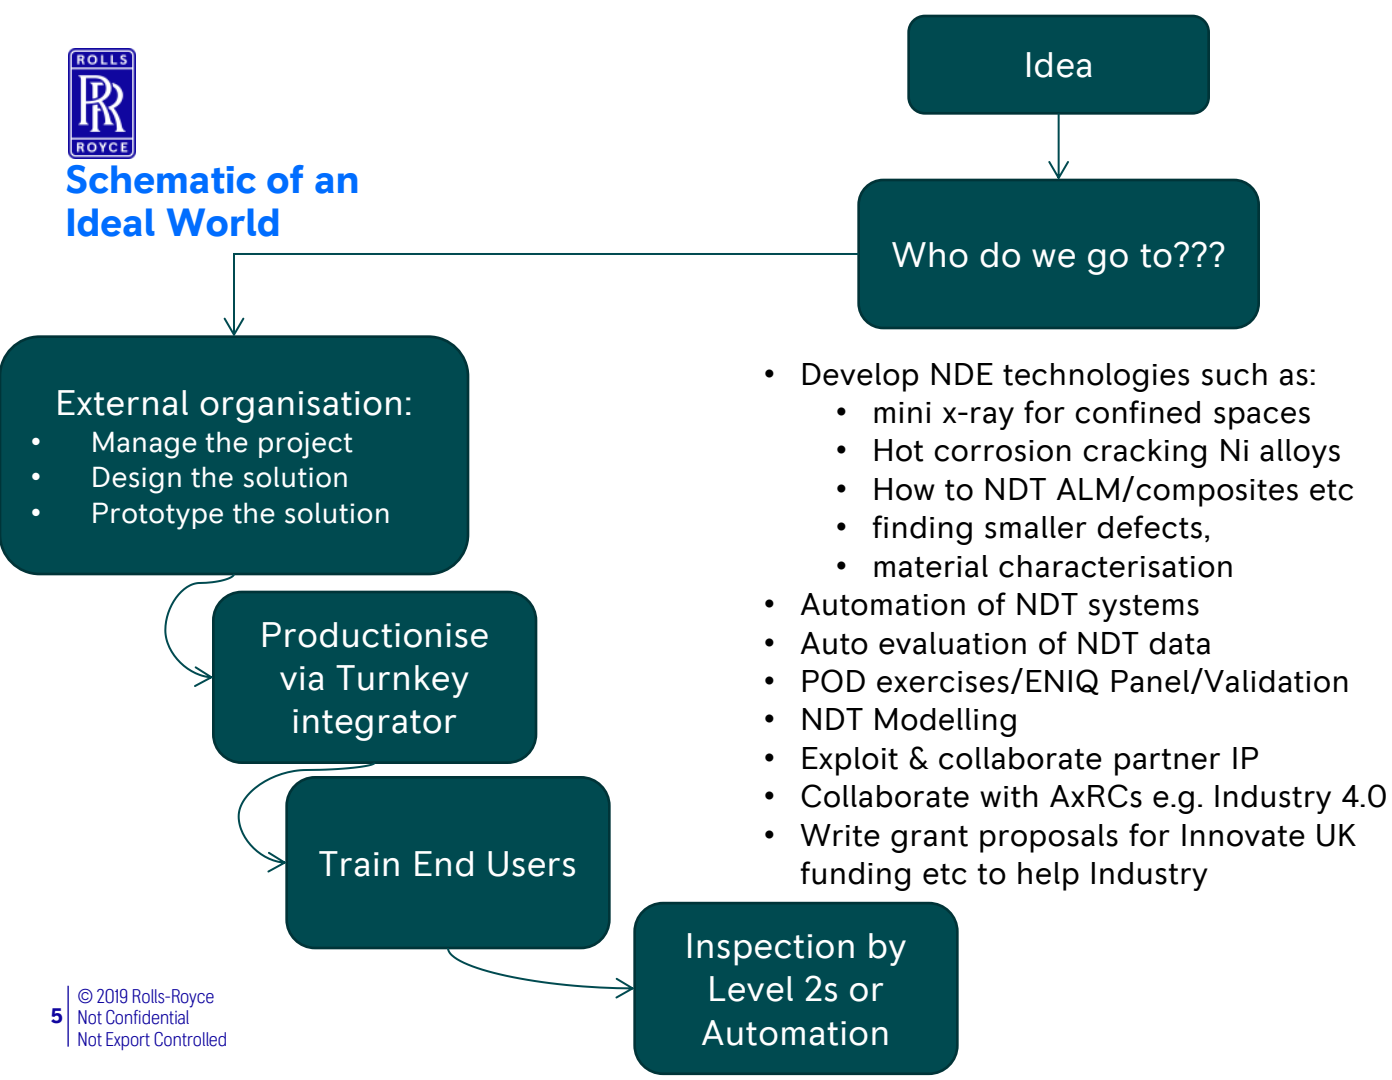 ROLLS
RR
ROYCE
Schematic of an
Ideal World
Idea
Who do we go to???
External organisation:
• Manage the project
• Design the solution
• Prototype the solution
Productionise
via Turnkey
integrator
Train End Users
Inspection by
Level 2s or
Automation
• Develop NDE technologies such as:
• mini x-ray for confined spaces
• Hot corrosion cracking Ni alloys
• How to NDT ALM/composites etc
• finding smaller defects,
• material characterisation
• Automation of NDT systems
• Auto evaluation of NDT data
• POD exercises/ENIQ Panel/Validation
• NDT Modelling
• Exploit & collaborate partner IP
• Collaborate with AxRCs e.g. Industry 4.0
• Write grant proposals for Innovate UK
funding etc to help Industry
5
© 2019 Rolls-Royce
Not Confidential
Not Export Controlled